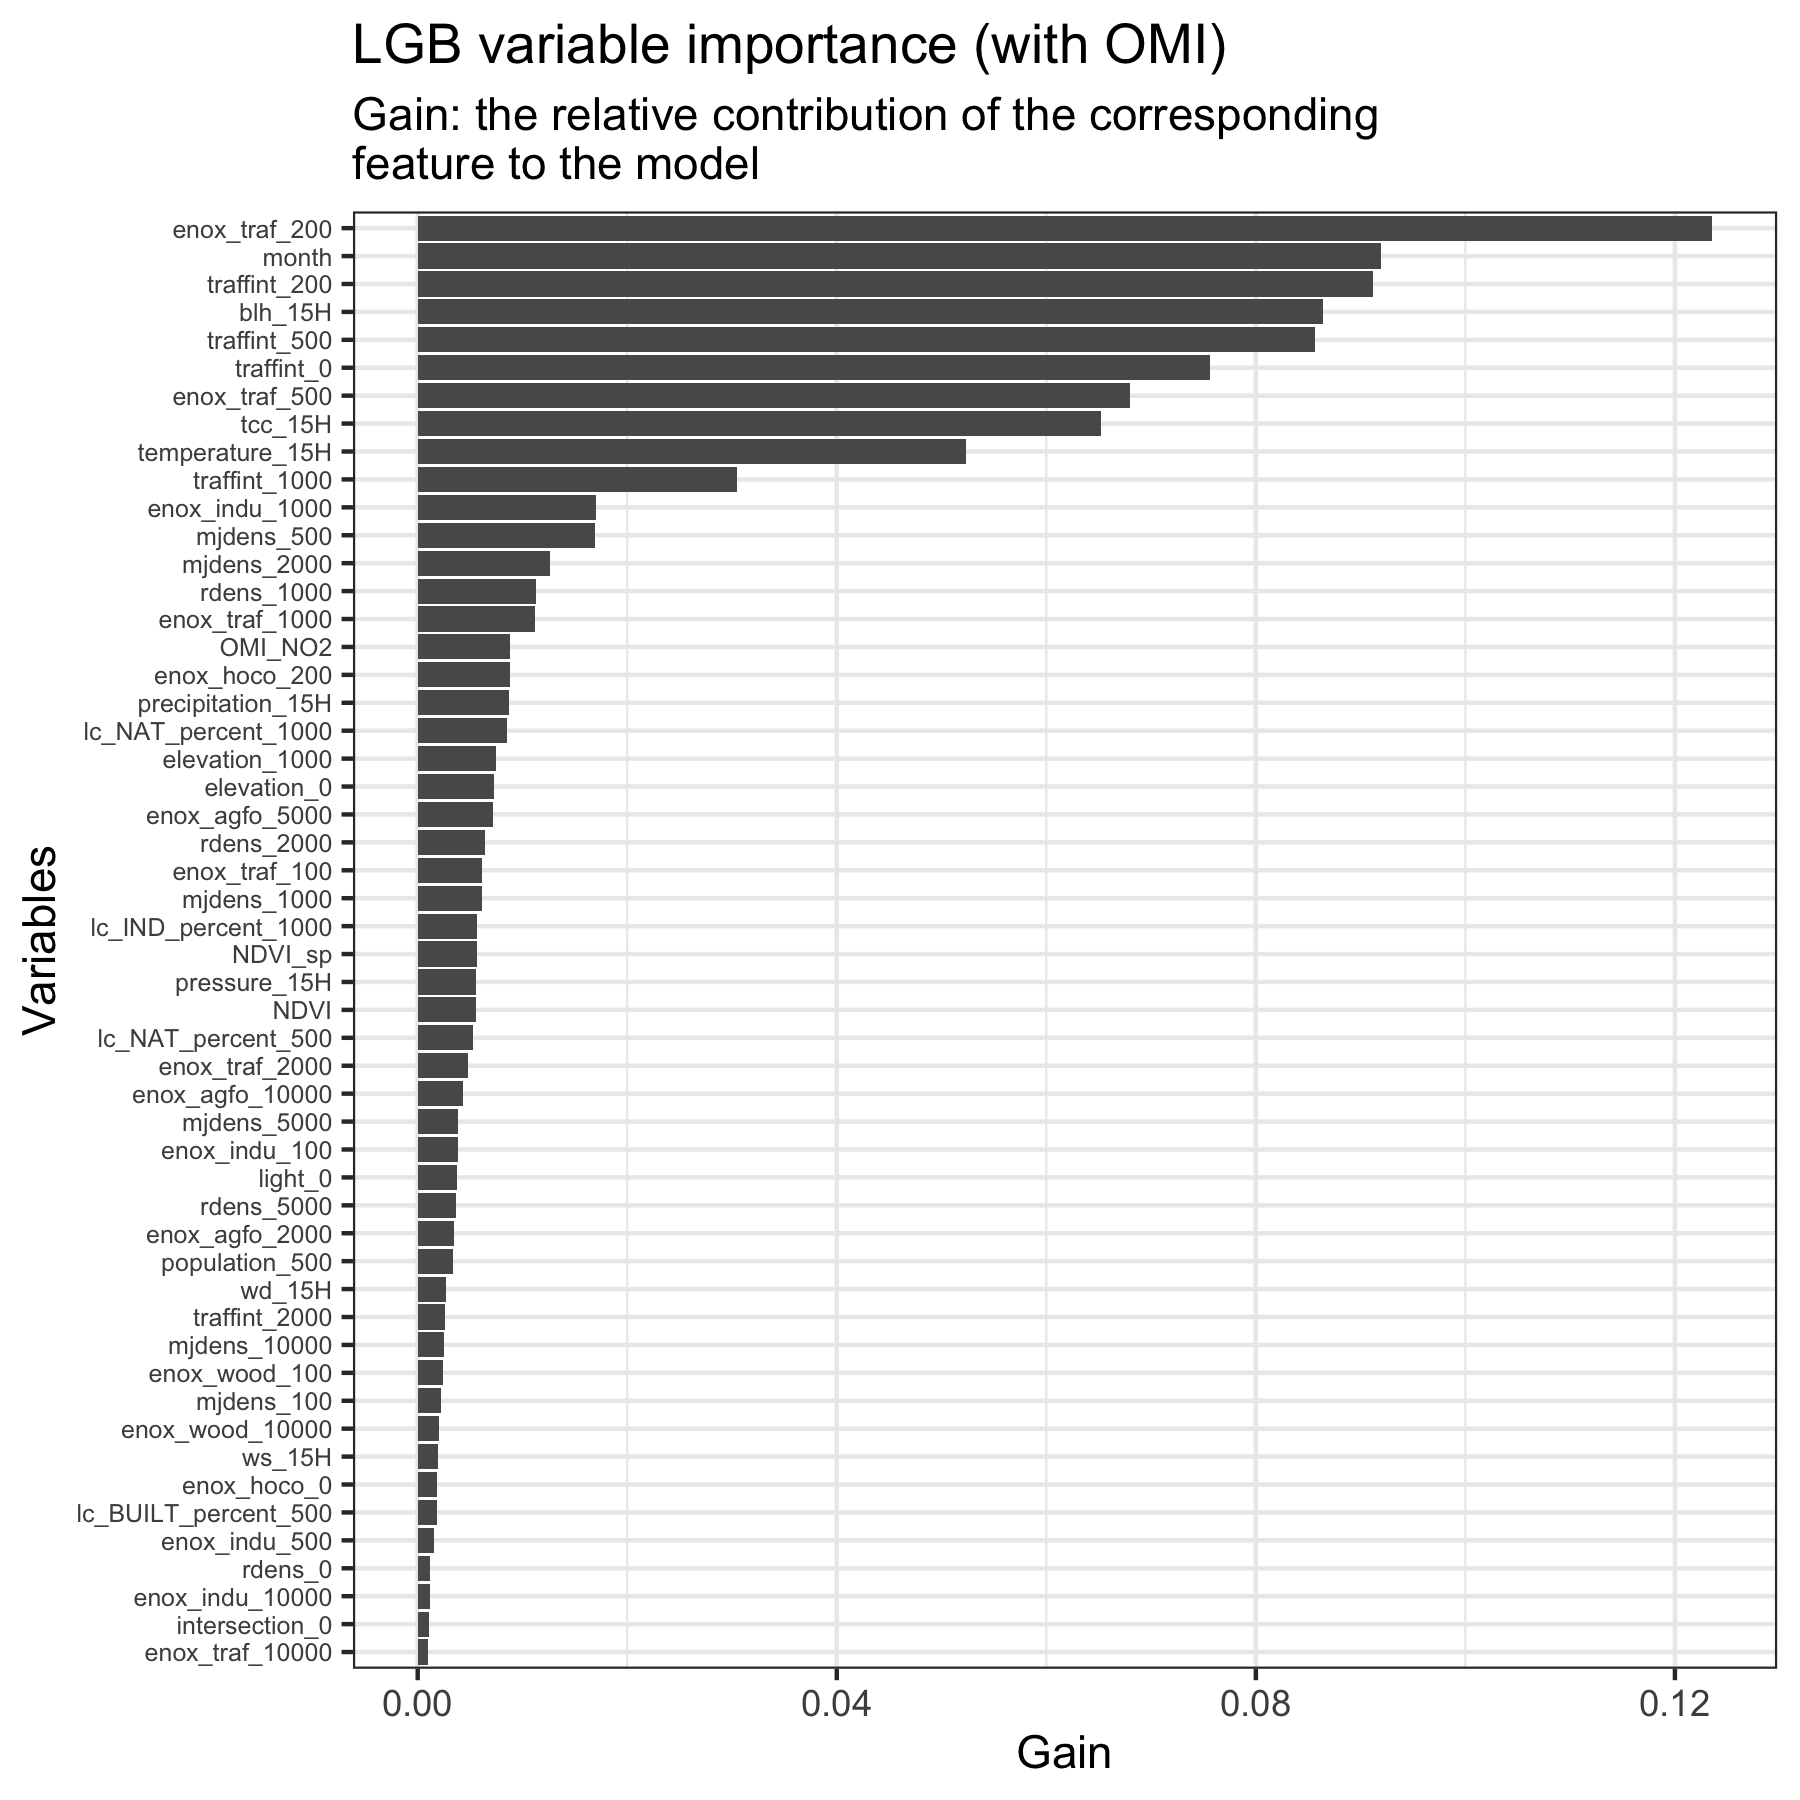 LGB variable importance (with OMI)
Gain: the relative contribution of the corresponding
feature to the model
enox_traf_200
month
traffint_200
blh_15H
traffint_500
traffint_0
enox_traf_500
tcc_15H
temperature_15H
traffint_1000
enox_indu_1000
mjdens_500
mjdens_2000
rdens_1000
enox_traf_1000
OMI_NO2
enox_hoco_200
precipitation_15H
lc_NAT_percent_1000
elevation_1000
elevation_0
enox_agfo_5000
rdens_2000
enox_traf_100
mjdens_1000
lc_IND_percent_1000
NDVI_sp
pressure_15H
NDVI
lc_NAT_percent_500
enox_traf_2000
enox_agfo_10000
mjdens_5000
enox_indu_100
light_0
rdens_5000
enox_agfo_2000
population_500
wd_15H
traffint_2000
mjdens_10000
enox_wood_100
mjdens_100
enox_wood_10000
ws_15H
enox_hoco_0
lc_BUILT_percent_500
enox_indu_500
rdens_0
enox_indu_10000
intersection_0
enox_traf_10000
Variables
0.00 0.04 0.08 0.12
Gain